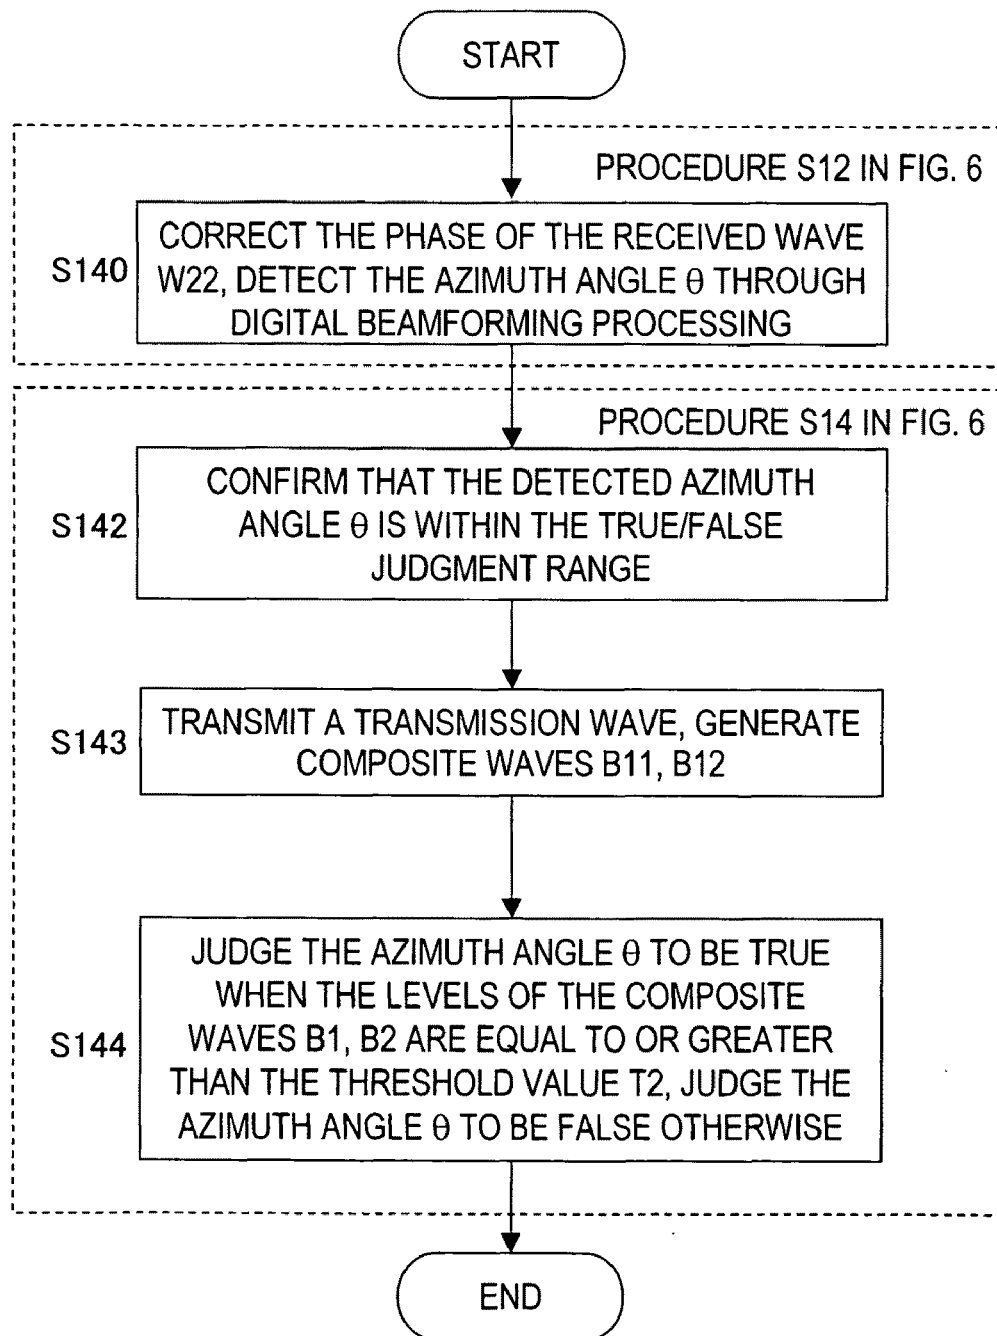 START
PROCEDURE S12 IN FIG. 6
S140
CORRECT THE PHASE OF THE RECEIVED WAVE
W22, DETECT THE AZIMUTH ANGLE θ THROUGH
DIGITAL BEAMFORMING PROCESSING
PROCEDURE S14 IN FIG. 6
S142
CONFIRM THAT THE DETECTED AZIMUTH
ANGLE θ IS WITHIN THE TRUE/FALSE
JUDGMENT RANGE
S143
TRANSMIT A TRANSMISSION WAVE, GENERATE
COMPOSITE WAVES B11, B12
S144
JUDGE THE AZIMUTH ANGLE θ TO BE TRUE
WHEN THE LEVELS OF THE COMPOSITE
WAVES B1, B2 ARE EQUAL TO OR GREATER
THAN THE THRESHOLD VALUE T2, JUDGE THE
AZIMUTH ANGLE θ TO BE FALSE OTHERWISE
END